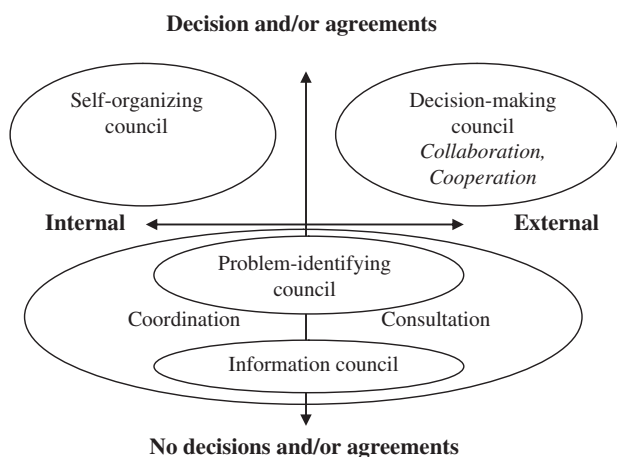 Decision and/or agreements
Self-organizing
council
Decision-making
council
Collaboration,
Cooperation
Internal
External
Problem-identifying
council
Coordination
Consultation
Information council
No decisions and/or agreements